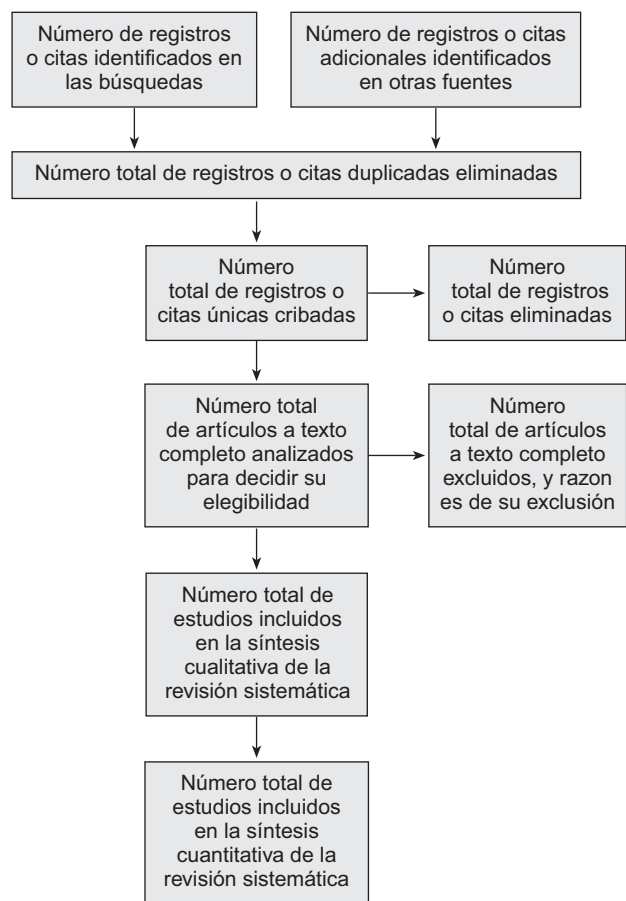 Número de registros
o citas identificados en
las búsquedas
Número de registros o citas
adicionales identificados
en otras fuentes
Número total de registros o citas duplicadas eliminadas
Número
total de registros o
citas únicas cribadas
Número
total de registros
o citas eliminadas
Número total
de artículos a texto
completo analizados
para decidir su
elegibilidad
Número
total de artículos
a texto completo
excluidos, y razon
es de su exclusión
Número total de
estudios incluidos
en la síntesis
cualitativa de la
revisión sistemática
Número total de
estudios incluidos
en la síntesis
cuantitativa de la
revisión sistemática